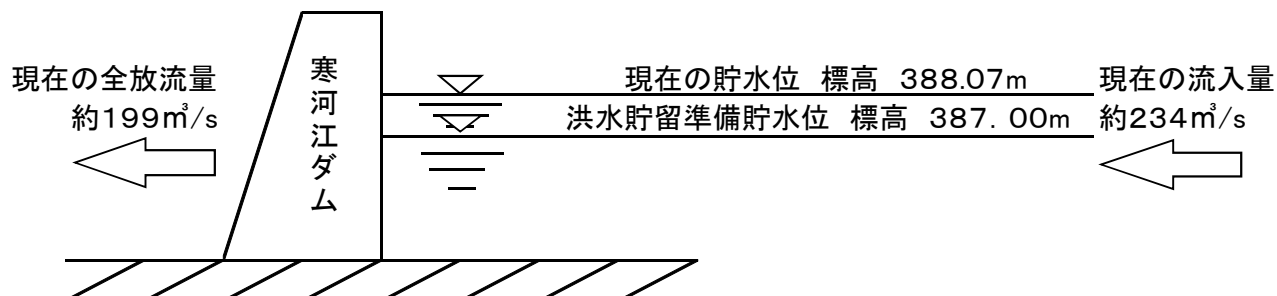 現在の全放流量
約199㎥/s
寒河江ダム
現在の貯水位 標高 388.07m
洪水貯留準備貯水位 標高 387.00m
現在の流入量
約234㎥/s